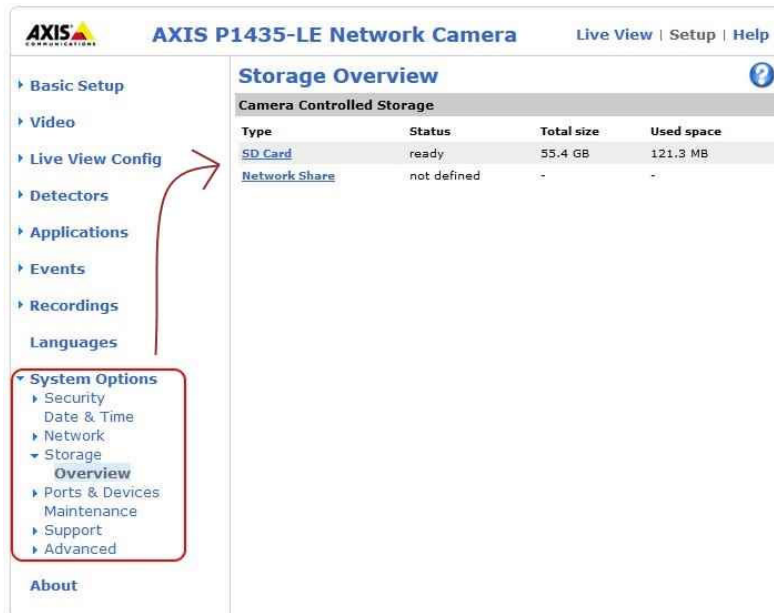 AXIS
COMMUNICATIONS
AXIS P1435-LE Network Camera
Live View | Setup | Help
Basic Setup
Video
Live View Config
Detectors
Applications
Events
Recordings
Languages
System Options
Security
Date & Time
Network
Storage
Overview
Ports & Devices
Maintenance
Support
Advanced
About
Storage Overview
?
Camera Controlled Storage
Type Status Total size Used space
SD Card ready 55.4 GB 121.3 MB
Network Share not defined - -